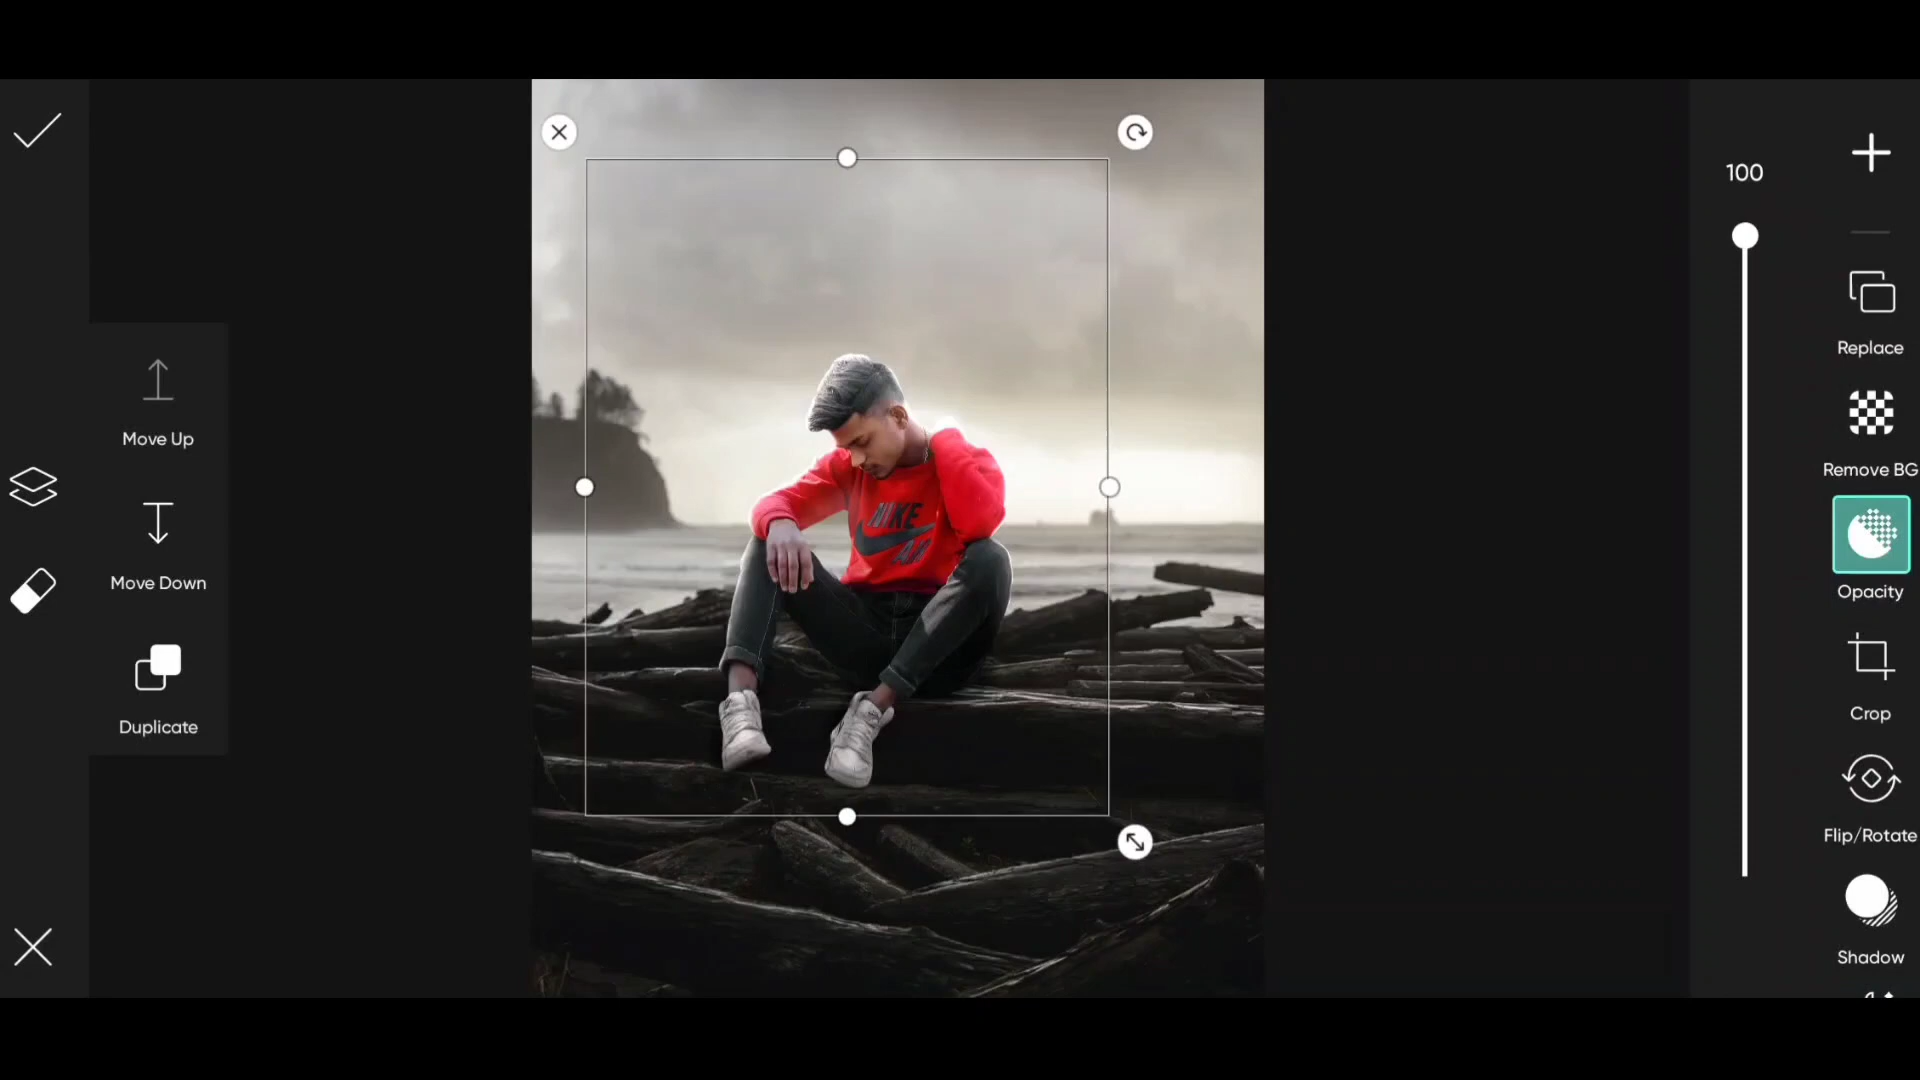 100
Replace
Move Up
Remove BG
NIKE
Move Down
Opacity
Crop
Duplicate
Flip/Rotate
Shadow